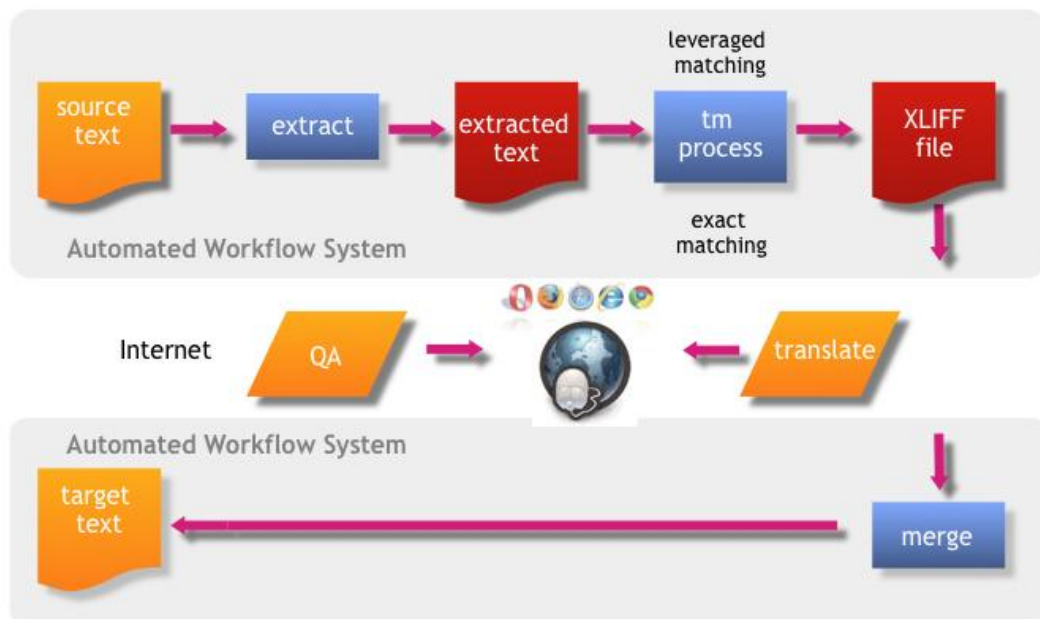 leveraged
matching
source
text
extract
extracted
text
tm
process
XLIFF
file
exact
matching
Automated Workflow System
Internet
QA
translate
Automated Workflow System
target
text
merge